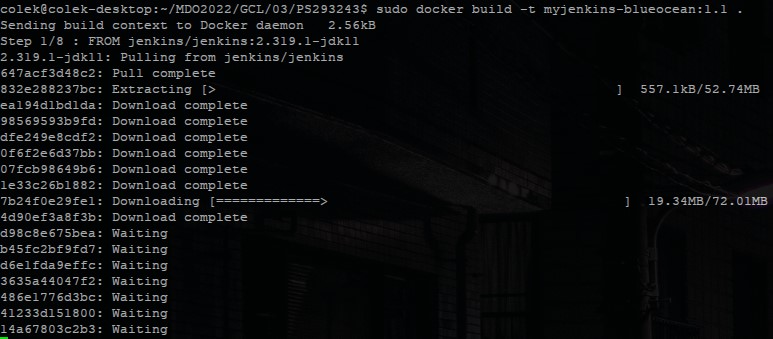 colek@colek-desktop:~/MDO2022/GCL/03/PS293243$ sudo docker build -t myjenkins-blueocean:1.1 .
Sending build context to Docker daemon   2.56kB
Step 1/8 : FROM jenkins/jenkins:2.319.1-jdk11
2.319.1-jdk11: Pulling from jenkins/jenkins
647acf3d48c2: Pull complete
832e288237bc: Extracting [>                                                  ]  557.1kB/52.74MB
ea194d1bd1da: Download complete
98569593b9fd: Download complete
dfe249e8cdf2: Download complete
0f6f2e6d37bb: Download complete
07fcb98649b6: Download complete
1e33c26b1882: Download complete
7b24f0e29fe1: Downloading [=============>                                     ]  19.34MB/72.01MB
4d90ef3a8f3b: Download complete
d98c8e675bea: Waiting
b45fc2bf9fd7: Waiting
d6e1fda9effc: Waiting
3635a44047f2: Waiting
486e1776d3bc: Waiting
41233d151800: Waiting
14a67803c2b3: Waiting